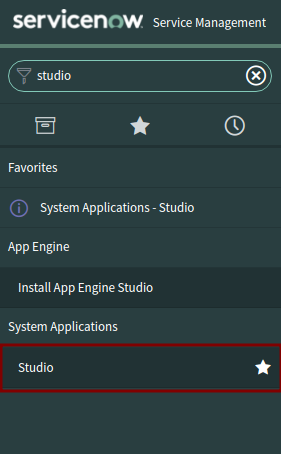 servicenow. Service Management
studio
Favorites
System Applications - Studio
App Engine
Install App Engine Studio
System Applications
Studio